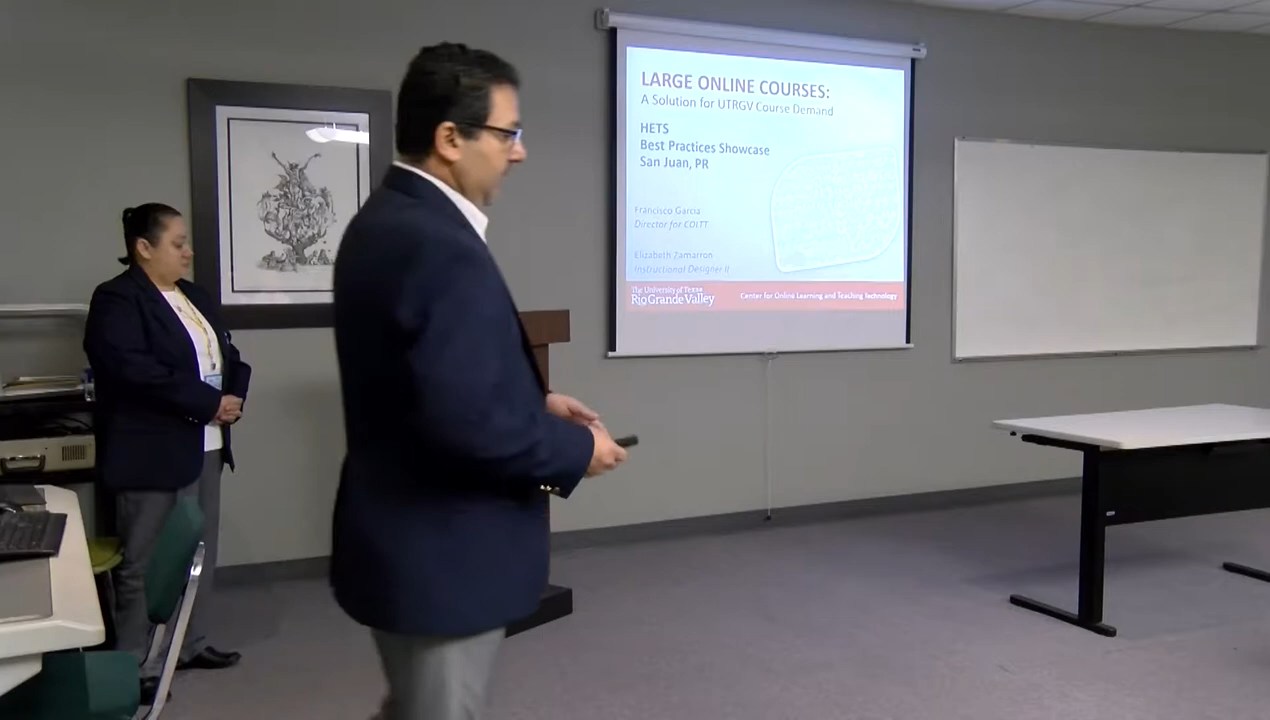 LARGE ONLINE COURSES:
A Solution for UTRGV Course Demand
HETS
Best Practices Showcase
San Juan, PR
Francisco Garcia
Director for COLTT
Elizabeth Zamarron
Instructional Designer II
The University of Texas
Rio Grande Valley
Center for Online Learning and Teaching Technology